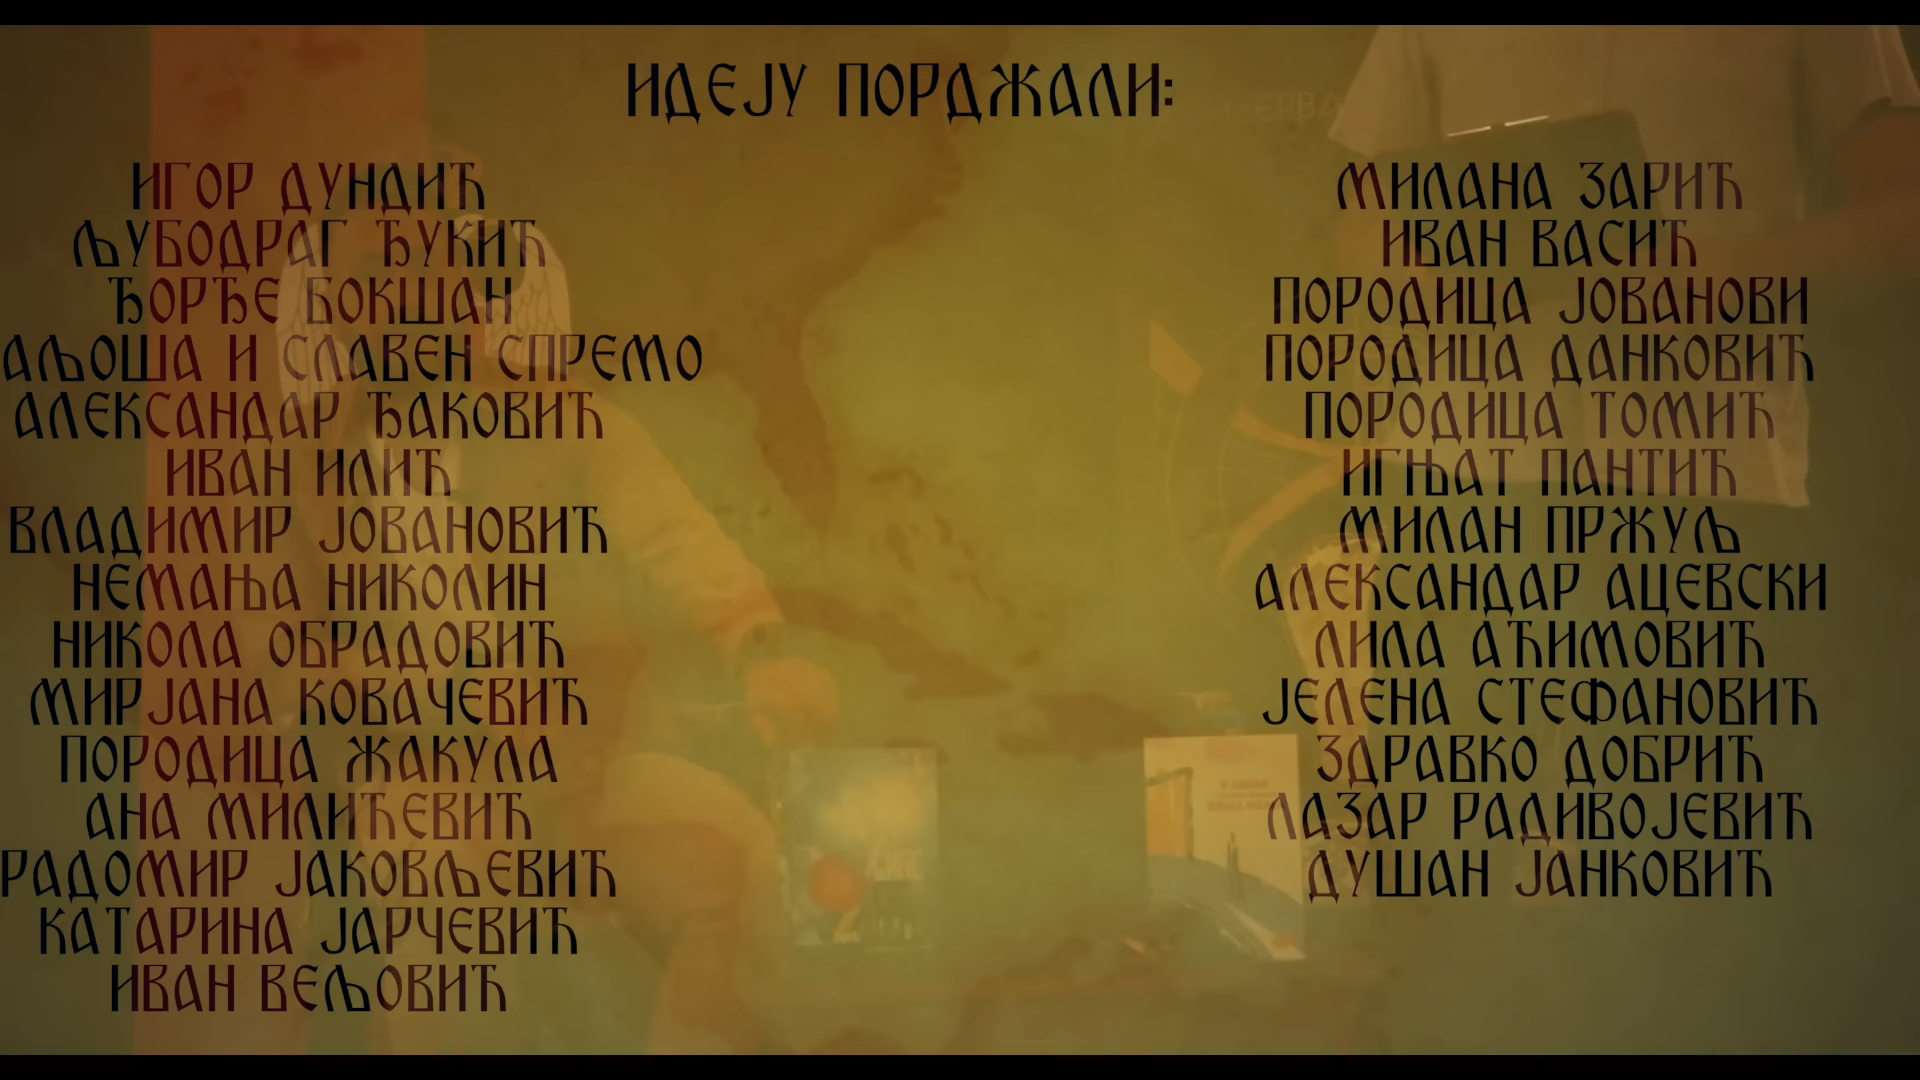 ИДЕЈУ ПОРДЖАЛИ:
ИГОР ДУНДИЋ
ЉУБОДРАГ ЂУКИЋ
ЂОРЂЕ БОКШАН
АЉОША И СЛАВЕН СПРЕМО
АЛЕКСАНДАР ЂАКОВИЋ
ИВАН ИЛИЋ
ВЛАДИМИР ЈОВАНОВИЋ
НЕМАЊА НИКОЛИН
НИКОЛА ОБРАДОВИЋ
МИРЈАНА КОВАЧЕВИЋ
ПОРОДИЦА ЖАКУЛА
АНА МИЛИЋЕВИЋ
РАДОМИР ЈАКОВЉЕВИЋ
КАТАРИНА ЈАРЧЕВИЋ
ИВАН ВЕЉОВИЋ
МИЛАНА ЗАРИЋ
ИВАН ВАСИЋ
ПОРОДИЦА ЈОВАНОВИ
ПОРОДИЦА ДАНКОВИЋ
ПОРОДИЦА ТОМИЋ
ИГЊАТ ПАНТИЋ
МИЛАН ПРЖУЉ
АЛЕКСАНДАР АЦЕВСКИ
ЛИЛА АЋИМОВИЋ
ЈЕЛЕНА СТЕФАНОВИЋ
ЗДРАВКО ДОБРИЋ
ЛАЗАР РАДИВОЈЕВИЋ
ДУШАН ЈАНКОВИЋ